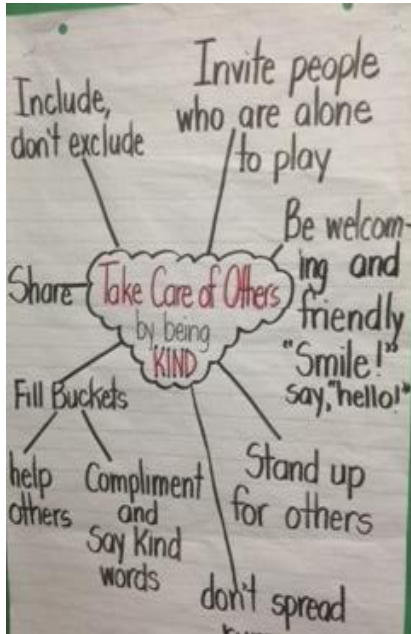 Include,
don't exclude
Invite people
who are alone
to play
Take Care of Others
by being
KIND
Be welcom-
ing and
friendly
"Smile!"
say, "hello!"
Share
Fill Buckets
help
others
Compliment
and
Say Kind
words
Stand up
for others
don't spread